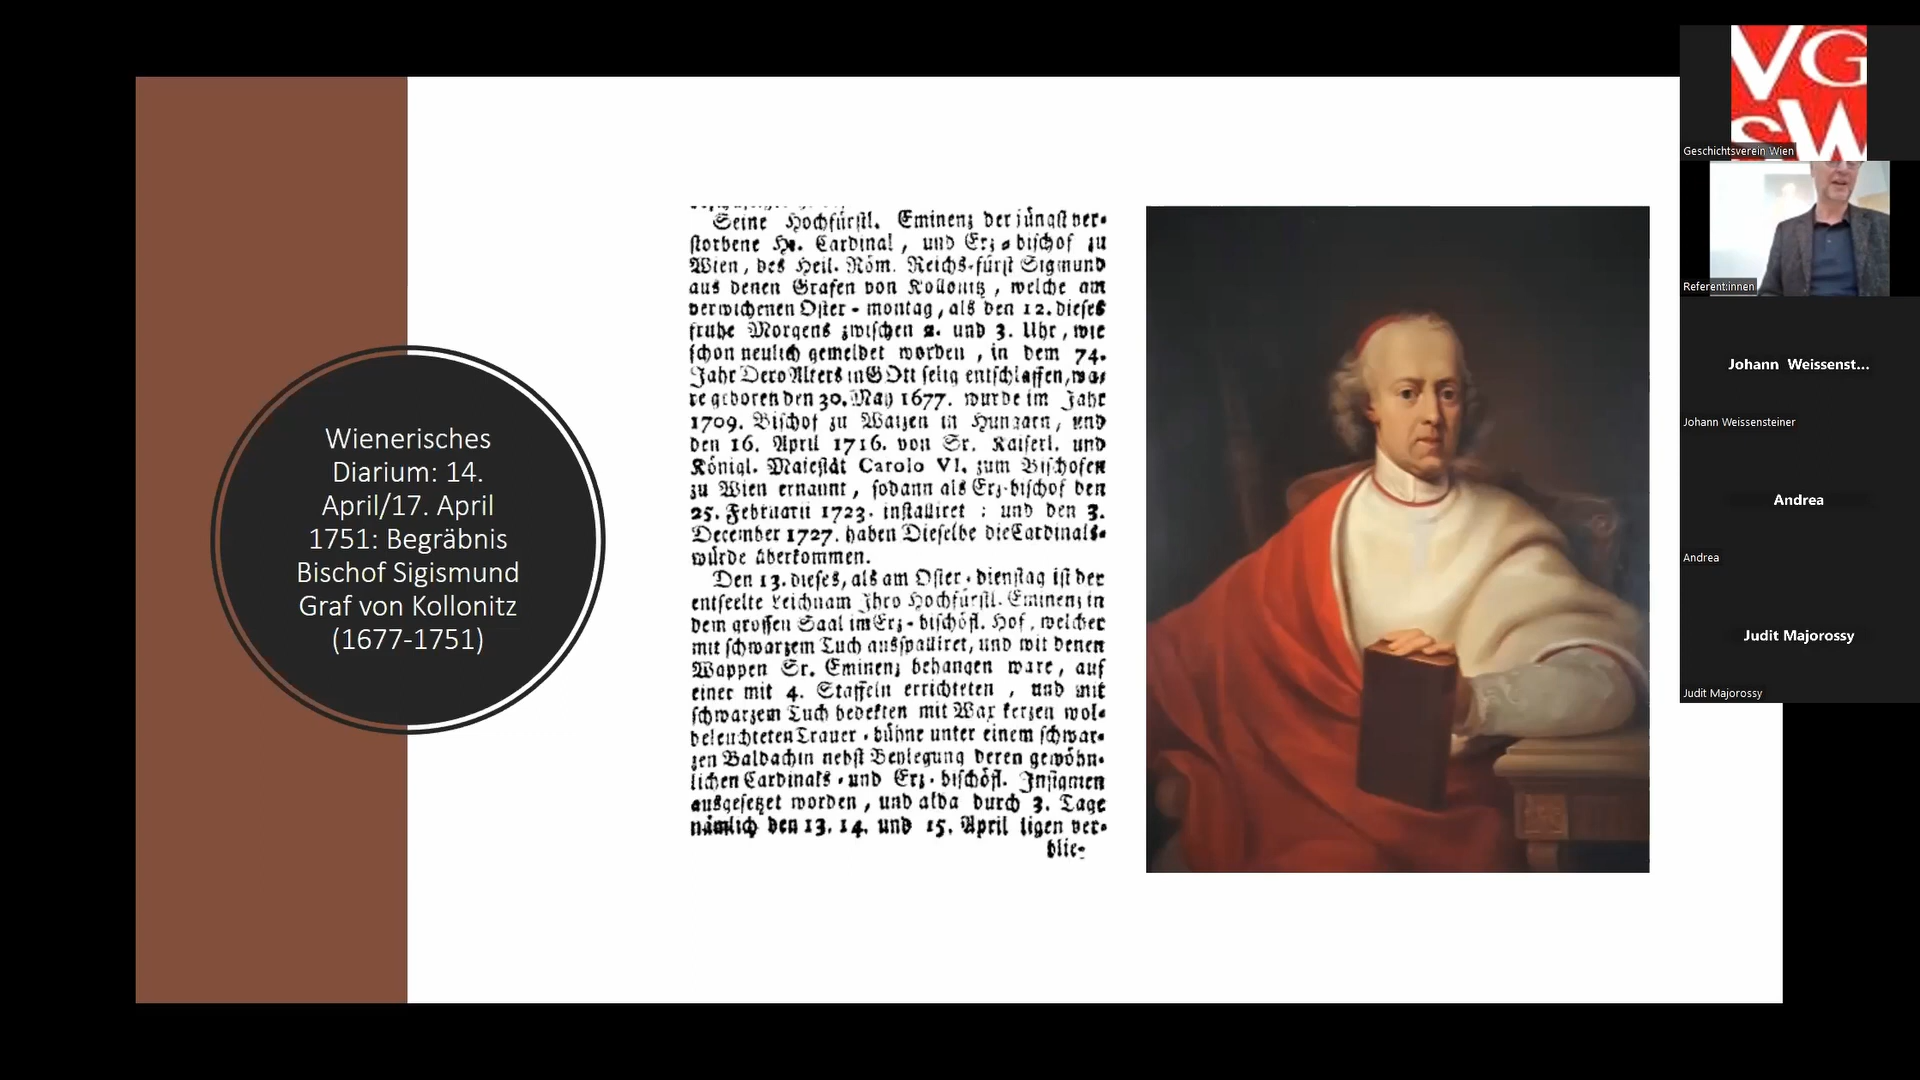 Wienerisches
Diarium: 14.
April/17. April
1751: Begräbnis
Bischof Sigismund
Graf von Kollonitz
(1677-1751)
Seine Hochfürstl. Eminenz der jüngst ver-
storbene Hr. Cardinal, und Erz-bischof zu
Wien, des Heil. Röm. Reichs-fürst Sigmund
aus denen Grafen von Kollonitz, welche am
verwichenen Oster-montag, als den 12. dieses
fruhe Morgens zwischen 2. und 3. Uhr, wie
schon neulich gemeldet worden, in dem 74.
Jahr Dero Alters in GOtt selig entschlaffen, wa-
re geboren den 30. May 1677. wurde im Jahr
1709. Bischof zu Waizen in Hungarn, und
den 16. April 1716. von Sr. Kaiserl. und
Königl. Majestät Carolo VI. zum Bischofen
zu Wien ernannt, sodann als Erz-bischof den
25. Februarii 1723. installiret; und den 3.
December 1727. haben Dieselbe die Cardinals-
würde überkommen.
Den 13. dieses, als am Oster-dienstag ist der
entseelte Leichnam Ihro Hochfürstl. Eminenz in
dem grossen Saal im Erz-bischöfl. Hof, welcher
mit schwarzem Tuch ausspalliret, und mit denen
Wappen Sr. Eminenz behangen ware, auf
einer mit 4. Staffeln errichteten, und mit
schwarzem Tuch bedekten mit Wax kerzen wol-
beleuchteten Trauer-bühne unter einem schwar-
zen Baldachin nebst Beylegung deren gewöhn-
lichen Cardinals- und Erz-bischöfl. Insignien
ausgesetzet worden, und alda durch 3. Tage
nämlich den 13. 14. und 15. April ligen ver-
blie-
VG
SW
Geschichtsverein Wien
Referent:innen
Johann Weissenst...
Johann Weissensteiner
Andrea
Andrea
Judit Majorossy
Judit Majorossy